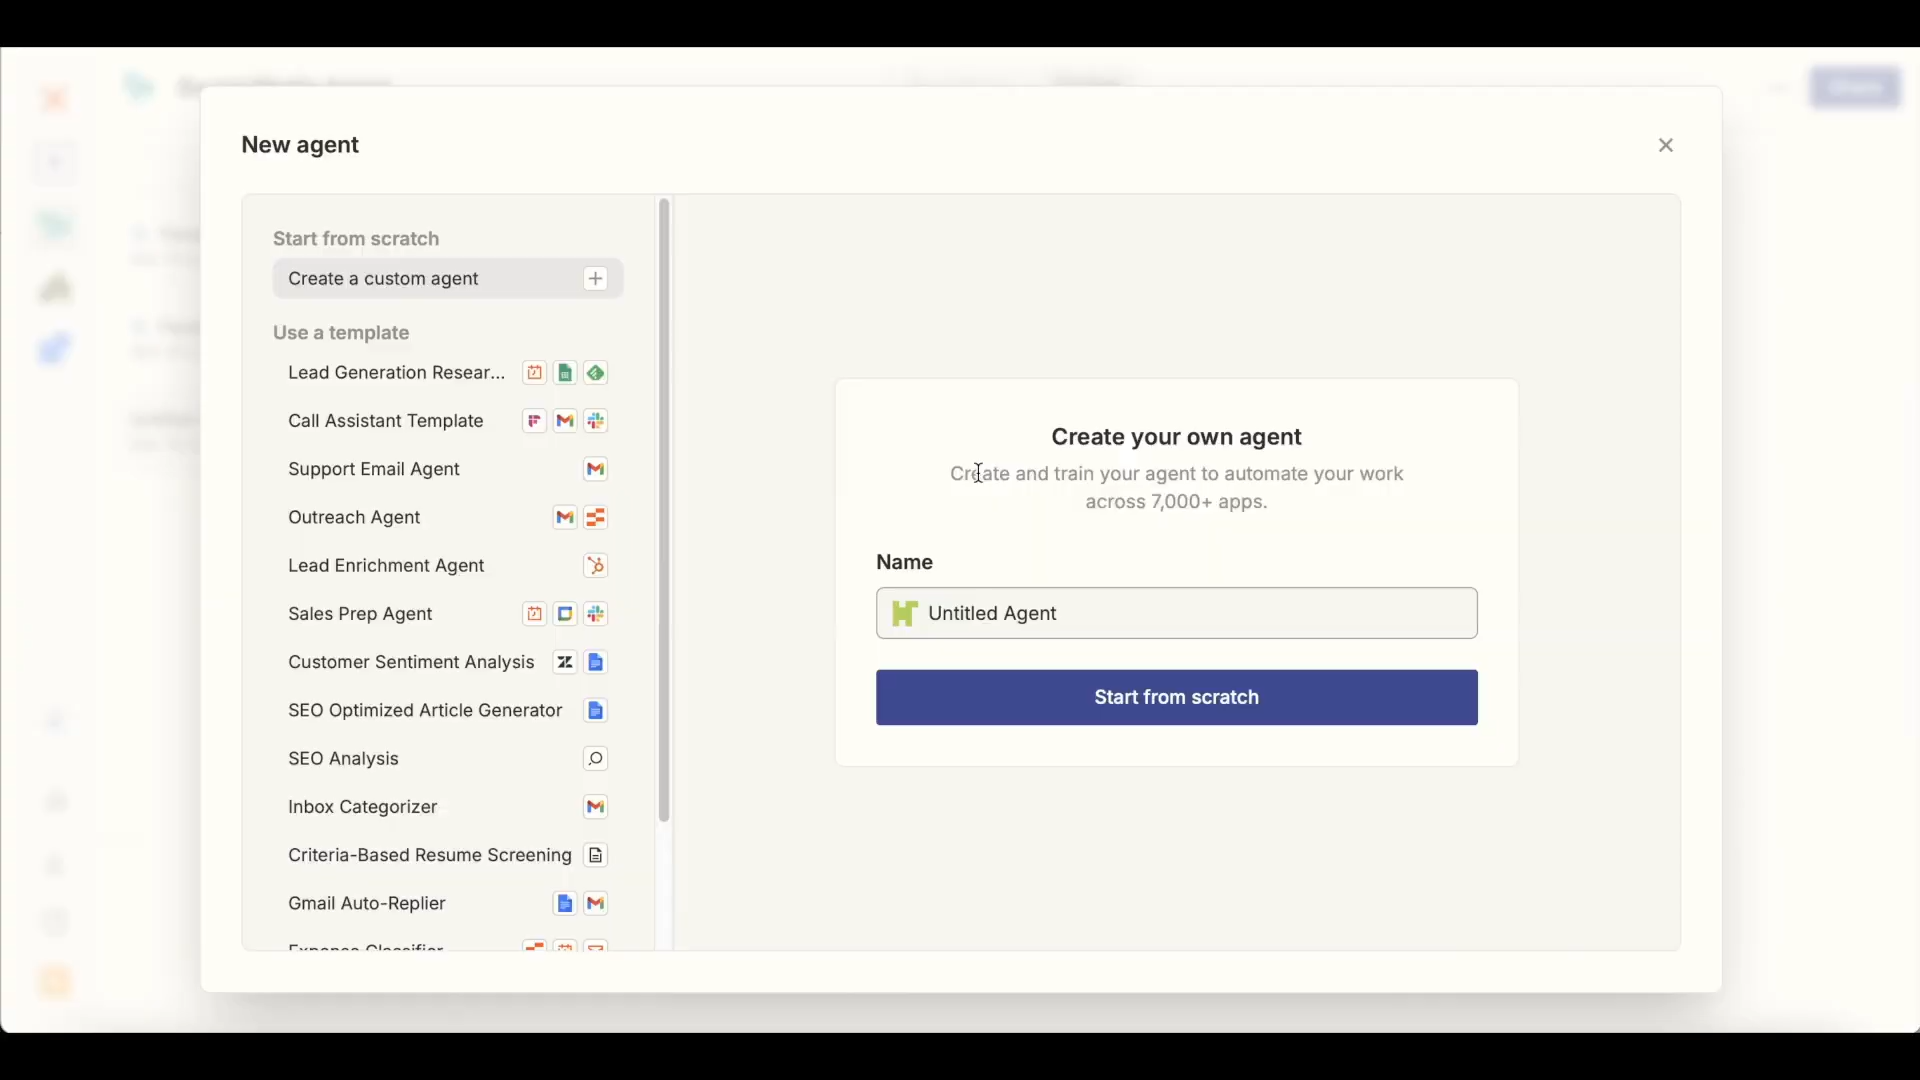 New agent
Start from scratch
Create a custom agent
Use a template
Lead Generation Resear...
Call Assistant Template
Support Email Agent
Outreach Agent
Lead Enrichment Agent
Sales Prep Agent
Customer Sentiment Analysis
SEO Optimized Article Generator
SEO Analysis
Inbox Categorizer
Criteria-Based Resume Screening
Gmail Auto-Replier
Expense Classifier
Create your own agent
Create and train your agent to automate your work
across 7,000+ apps.
Name
Untitled Agent
Start from scratch